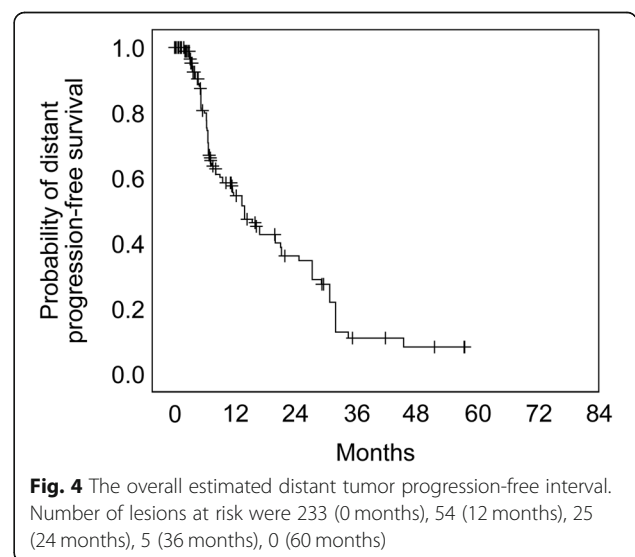 1.0
0.8
0.6
0.4
0.2
0.0
Probability of distant
progression-free survival
0 12 24 36 48 60 72 84
Months
Fig. 4 The overall estimated distant tumor progression-free interval.
Number of lesions at risk were 233 (0 months), 54 (12 months), 25
(24 months), 5 (36 months), 0 (60 months)